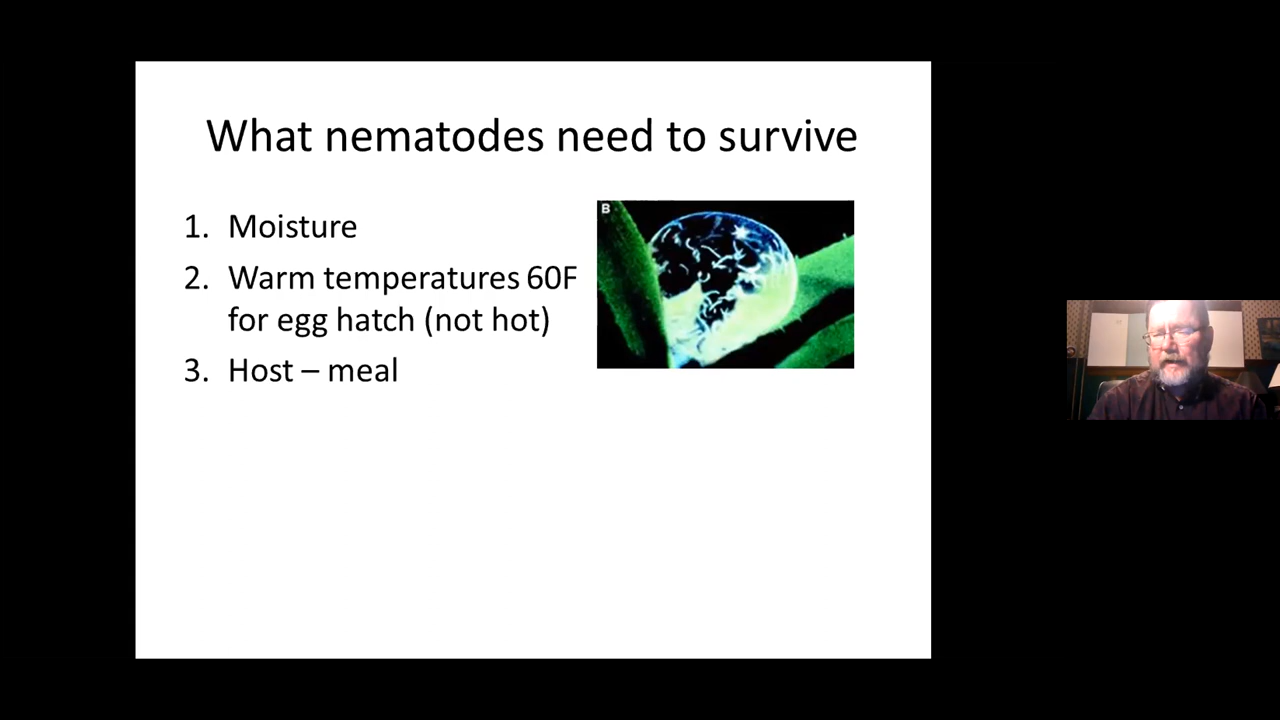 What nematodes need to survive
1. Moisture
2. Warm temperatures 60F
for egg hatch (not hot)
3. Host – meal
B